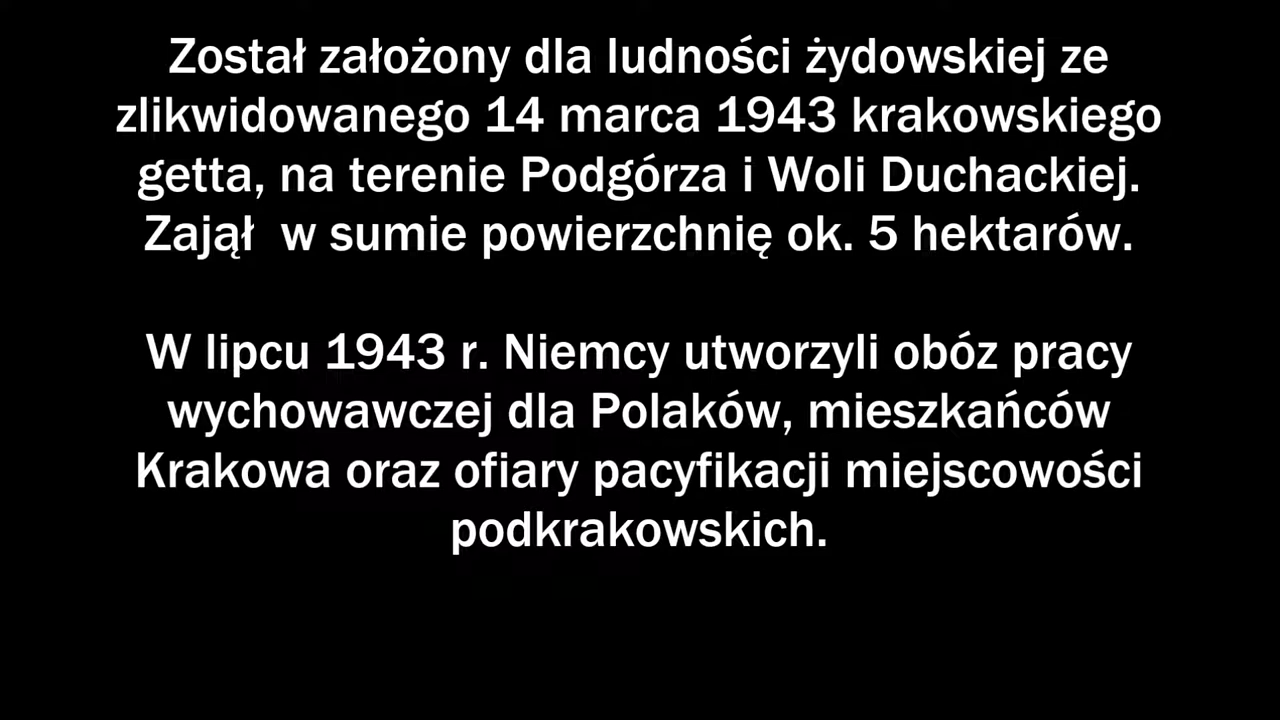 Został założony dla ludności żydowskiej ze
zlikwidowanego 14 marca 1943 krakowskiego
getta, na terenie Podgórza i Woli Duchackiej.
Zajął  w sumie powierzchnię ok. 5 hektarów.
W lipcu 1943 r. Niemcy utworzyli obóz pracy
wychowawczej dla Polaków, mieszkańców
Krakowa oraz ofiary pacyfikacji miejscowości
podkrakowskich.